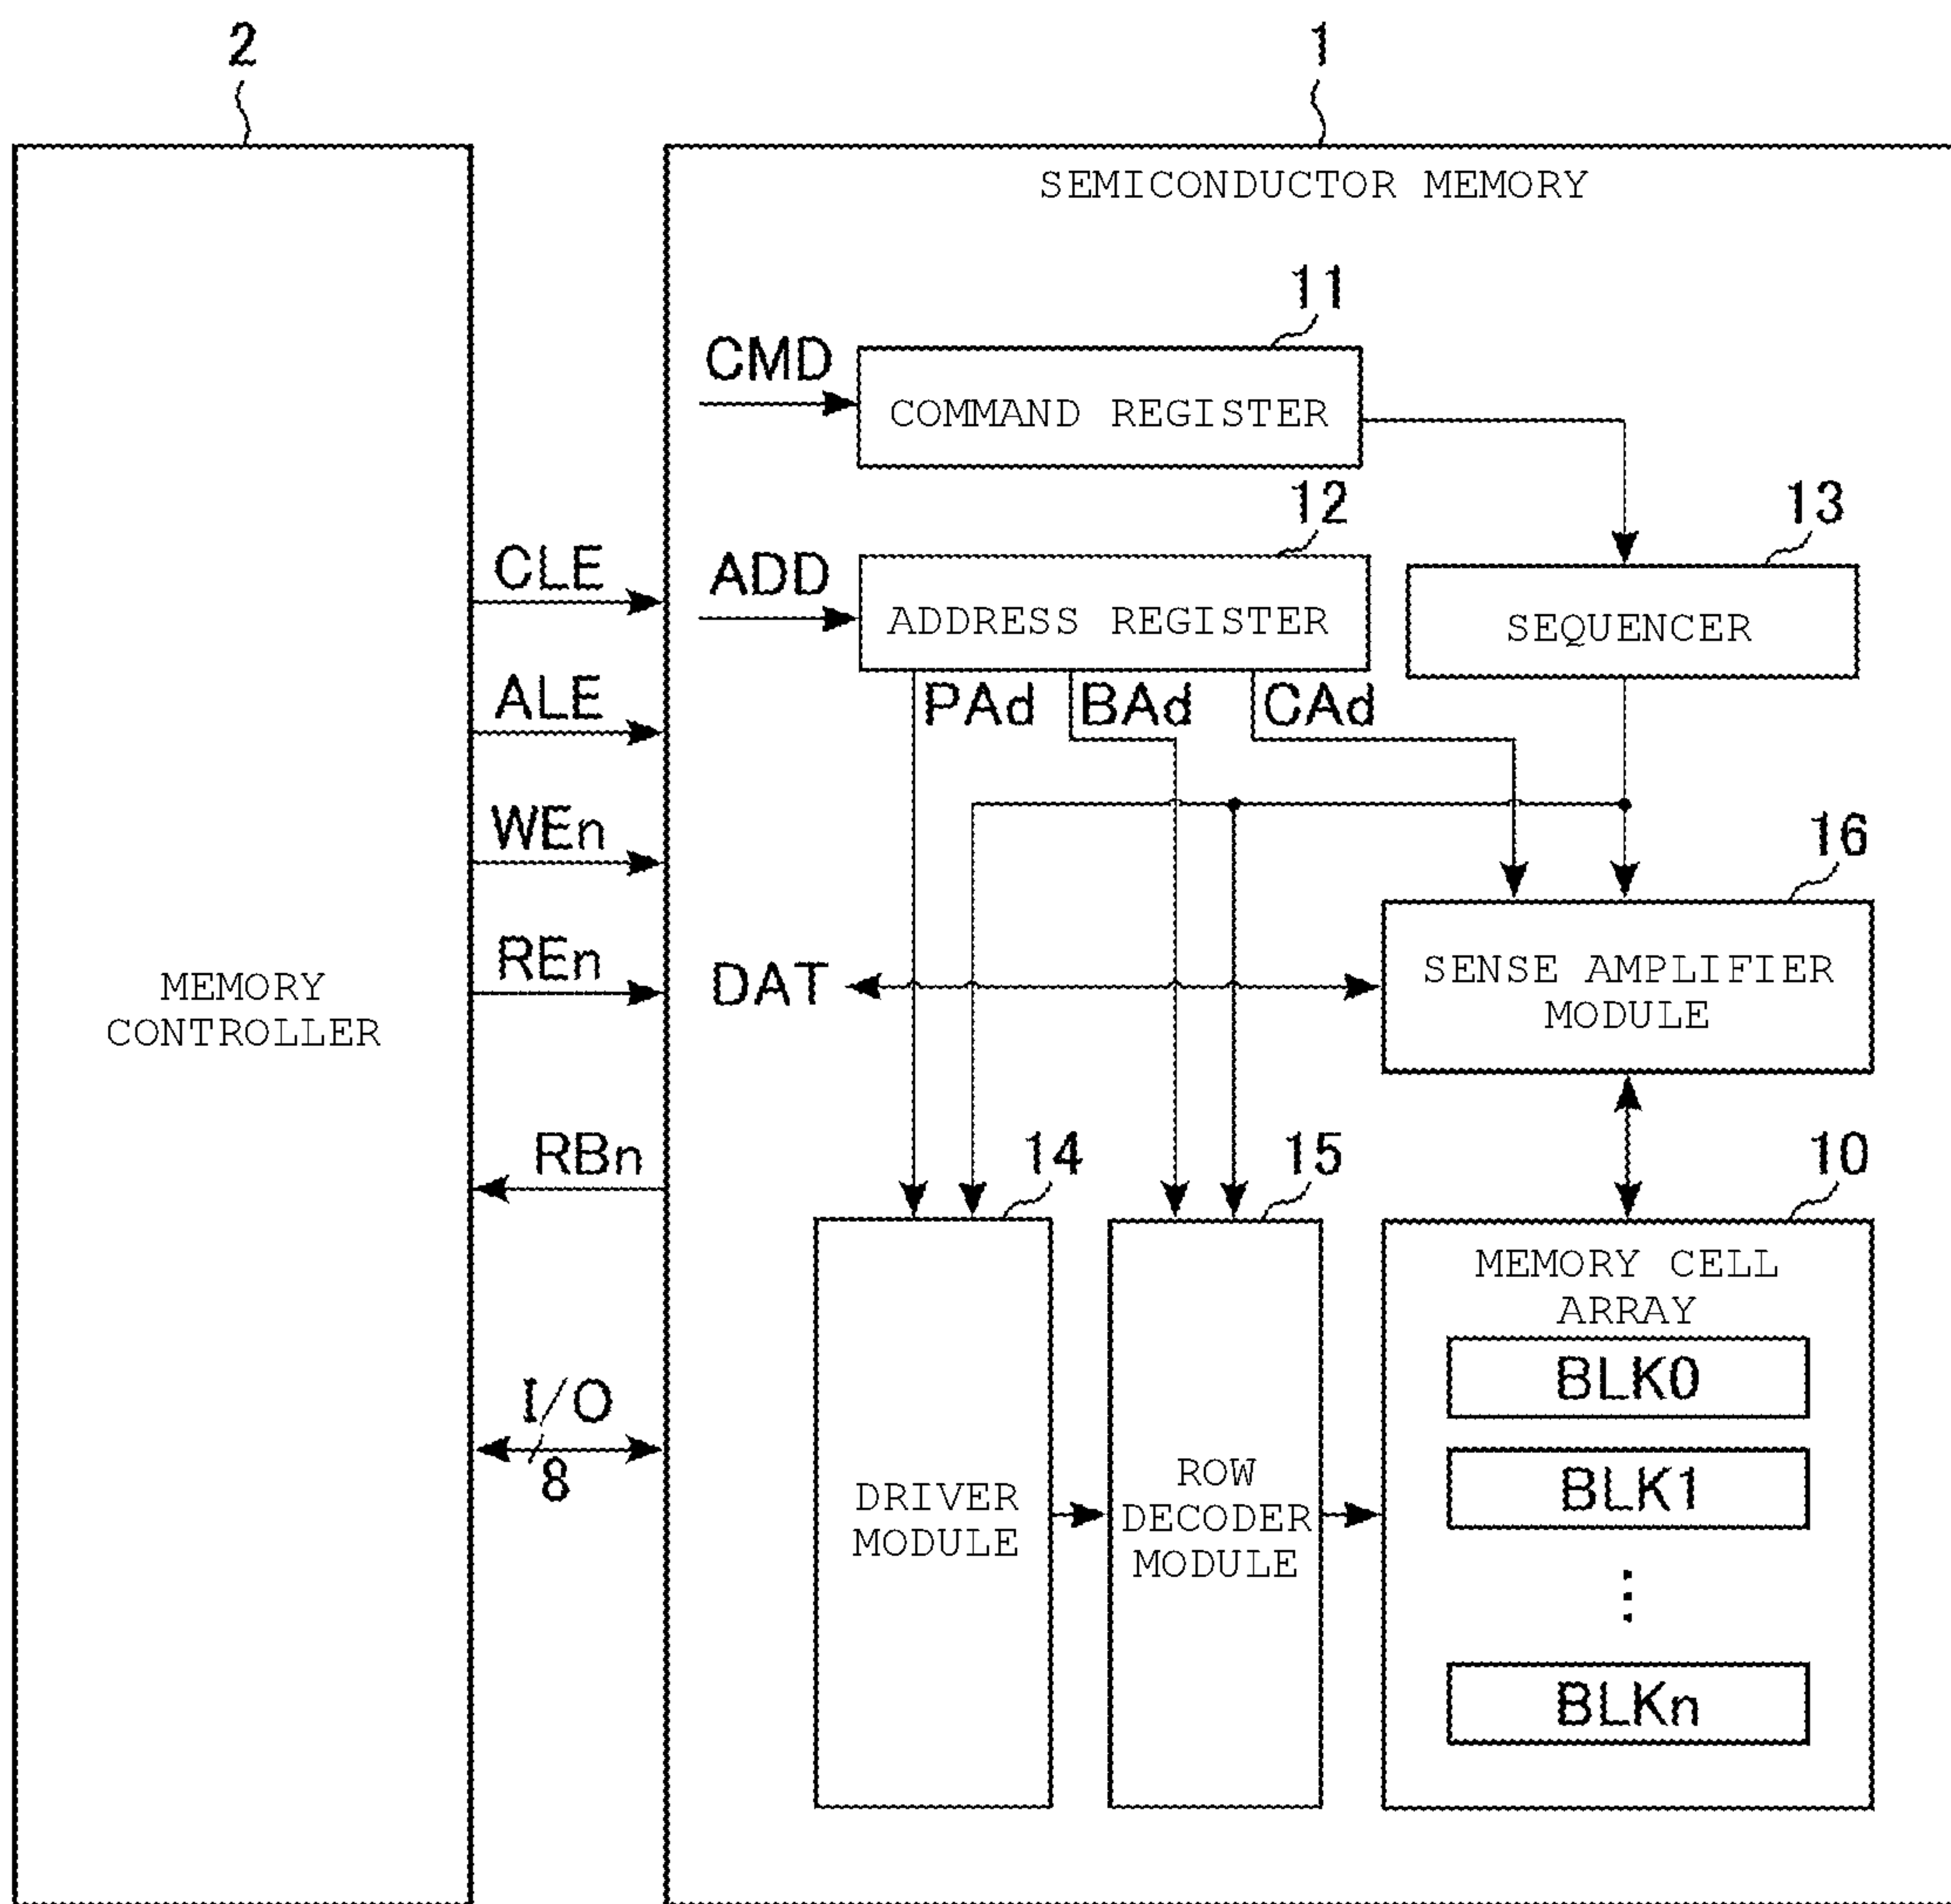 2
1
SEMICONDUCTOR MEMORY
11
CMD
COMMAND REGISTER
12
13
CLE
ADD
ADDRESS REGISTER
SEQUENCER
ALE
PAd
BAd
CAd
WEn
16
REn
DAT
SENSE AMPLIFIER
MODULE
MEMORY
CONTROLLER
RBn
14
15
10
MEMORY CELL
ARRAY
BLK0
I/O
8
BLK1
DRIVER
MODULE
ROW
DECODER
MODULE
⋮
BLKn